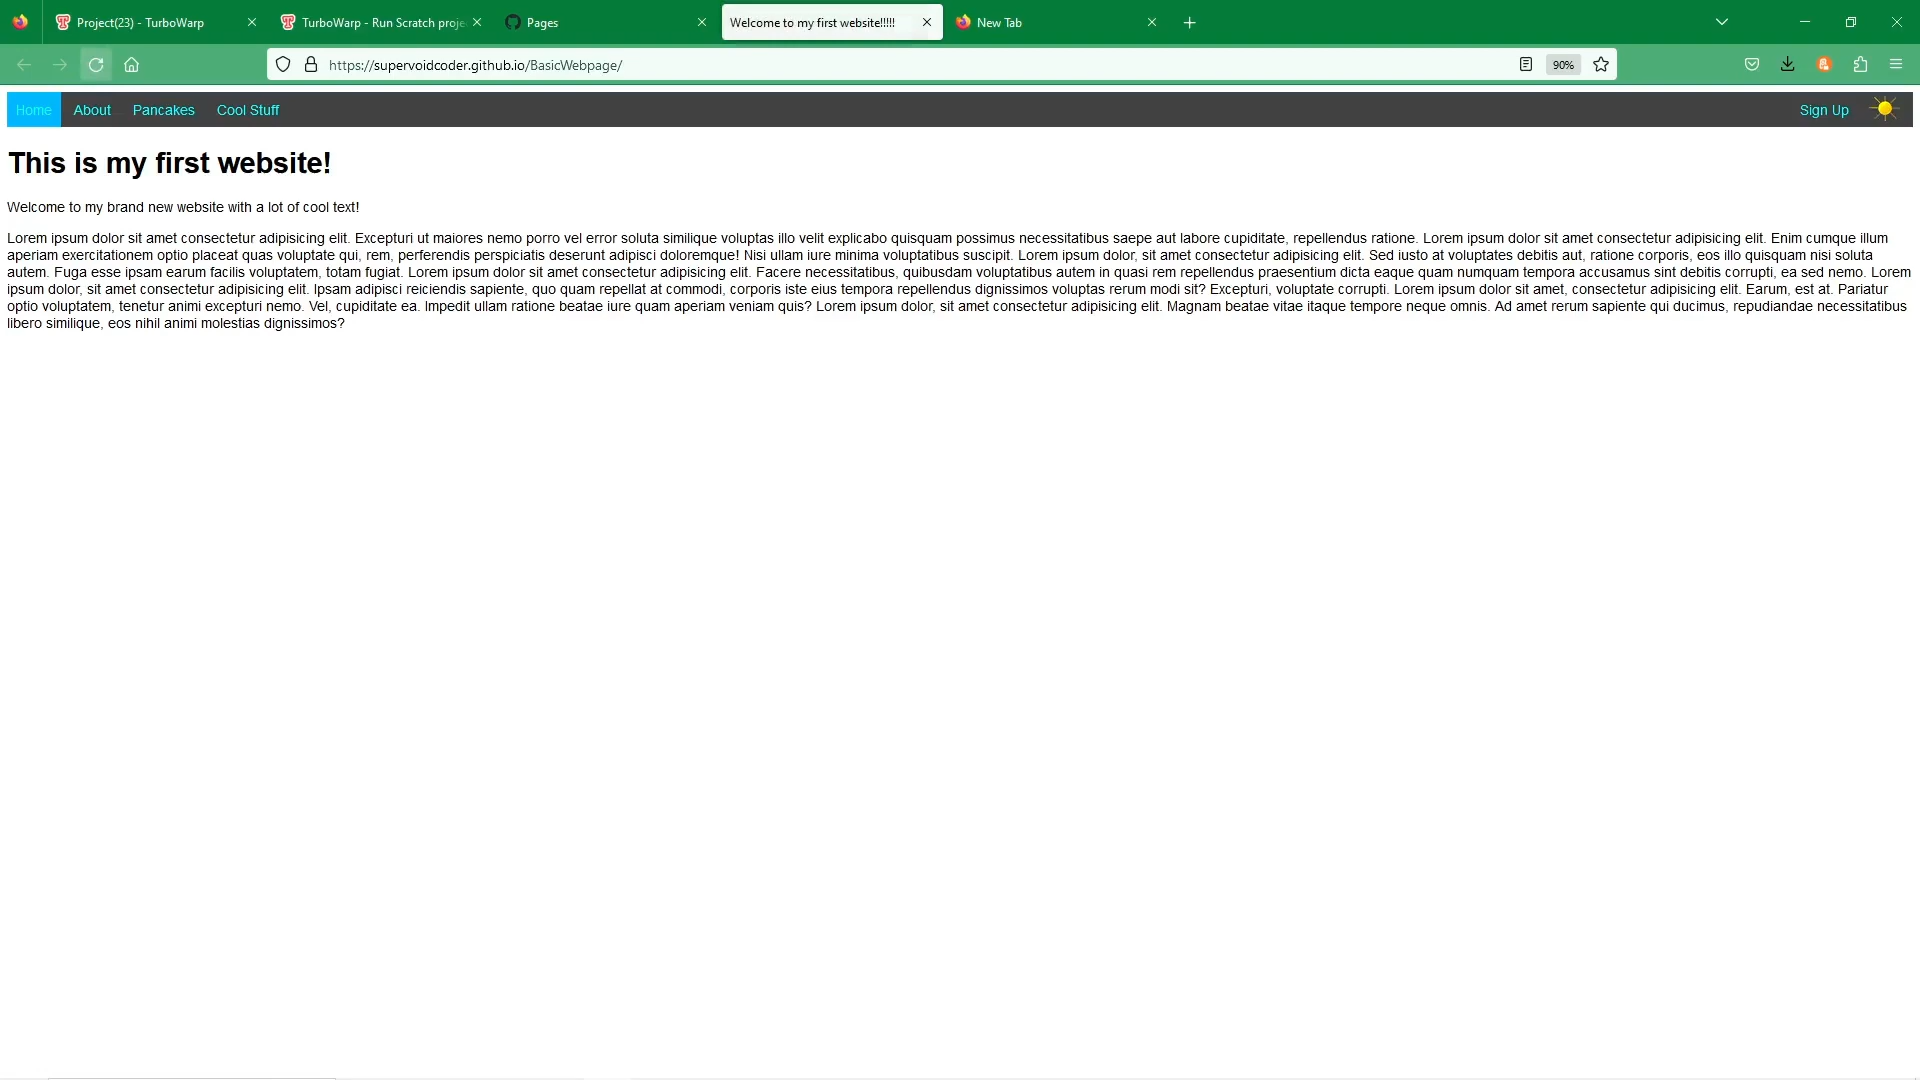 Project(23) - TurboWarp
TurboWarp - Run Scratch proje
Pages
Welcome to my first website!!!!!
New Tab
https://supervoidcoder.github.io/BasicWebpage/
90%
Home About Pancakes Cool Stuff Sign Up
This is my first website!
Welcome to my brand new website with a lot of cool text!
Lorem ipsum dolor sit amet consectetur adipisicing elit. Excepturi ut maiores nemo porro vel error soluta similique voluptas illo velit explicabo quisquam possimus necessitatibus saepe aut labore cupiditate, repellendus ratione. Lorem ipsum dolor sit amet consectetur adipisicing elit. Enim cumque illum
aperiam exercitationem optio placeat quas voluptate qui, rem, perferendis perspiciatis deserunt adipisci doloremque! Nisi ullam iure minima voluptatibus suscipit. Lorem ipsum dolor, sit amet consectetur adipisicing elit. Sed iusto at voluptates debitis aut, ratione corporis, eos illo quisquam nisi soluta
autem. Fuga esse ipsam earum facilis voluptatem, totam fugiat. Lorem ipsum dolor sit amet consectetur adipisicing elit. Facere necessitatibus, quibusdam voluptatibus autem in quasi rem repellendus praesentium dicta eaque quam numquam tempora accusamus sint debitis corrupti, ea sed nemo. Lorem
ipsum dolor, sit amet consectetur adipisicing elit. Ipsam adipisci reiciendis sapiente, quo quam repellat at commodi, corporis iste eius tempora repellendus dignissimos voluptas rerum modi sit? Excepturi, voluptate corrupti. Lorem ipsum dolor sit amet, consectetur adipisicing elit. Earum, est at. Pariatur
optio voluptatem, tenetur animi excepturi nemo. Vel, cupiditate ea. Impedit ullam ratione beatae iure quam aperiam veniam quis? Lorem ipsum dolor, sit amet consectetur adipisicing elit. Magnam beatae vitae itaque tempore neque omnis. Ad amet rerum sapiente qui ducimus, repudiandae necessitatibus
libero similique, eos nihil animi molestias dignissimos?